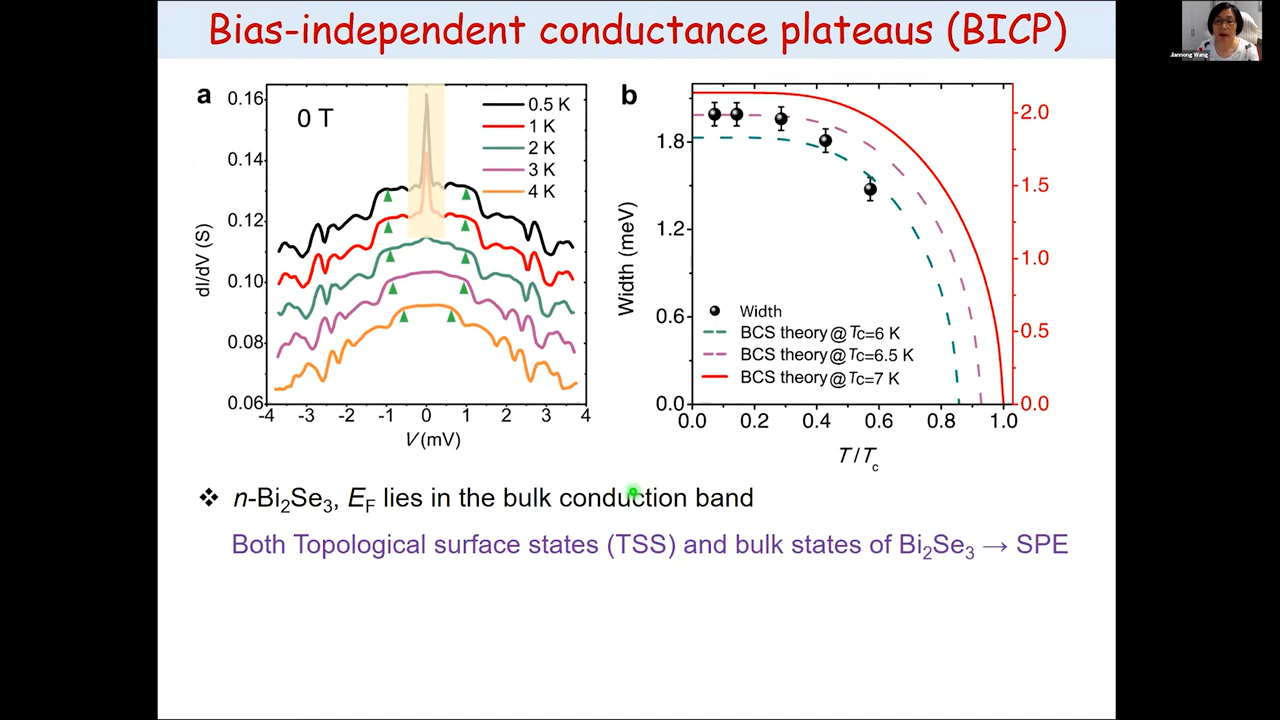 Bias-independent conductance plateaus (BICP)
Jiannong Wang
a
0 T
0.5 K
1 K
2 K
3 K
4 K
0.16
0.14
0.12
0.10
0.08
0.06
dI/dV (S)
-4 -3 -2 -1 0 1 2 3 4
V (mV)
b
1.8
1.2
0.6
0.0
Width (meV)
Width
BCS theory@Tc=6 K
BCS theory@Tc=6.5 K
BCS theory@Tc=7 K
2.0
1.5
1.0
0.5
0.0
0.0 0.2 0.4 0.6 0.8 1.0
T/Tc
❖ n-Bi2Se3, EF lies in the bulk conduction band
Both Topological surface states (TSS) and bulk states of Bi2Se3 → SPE